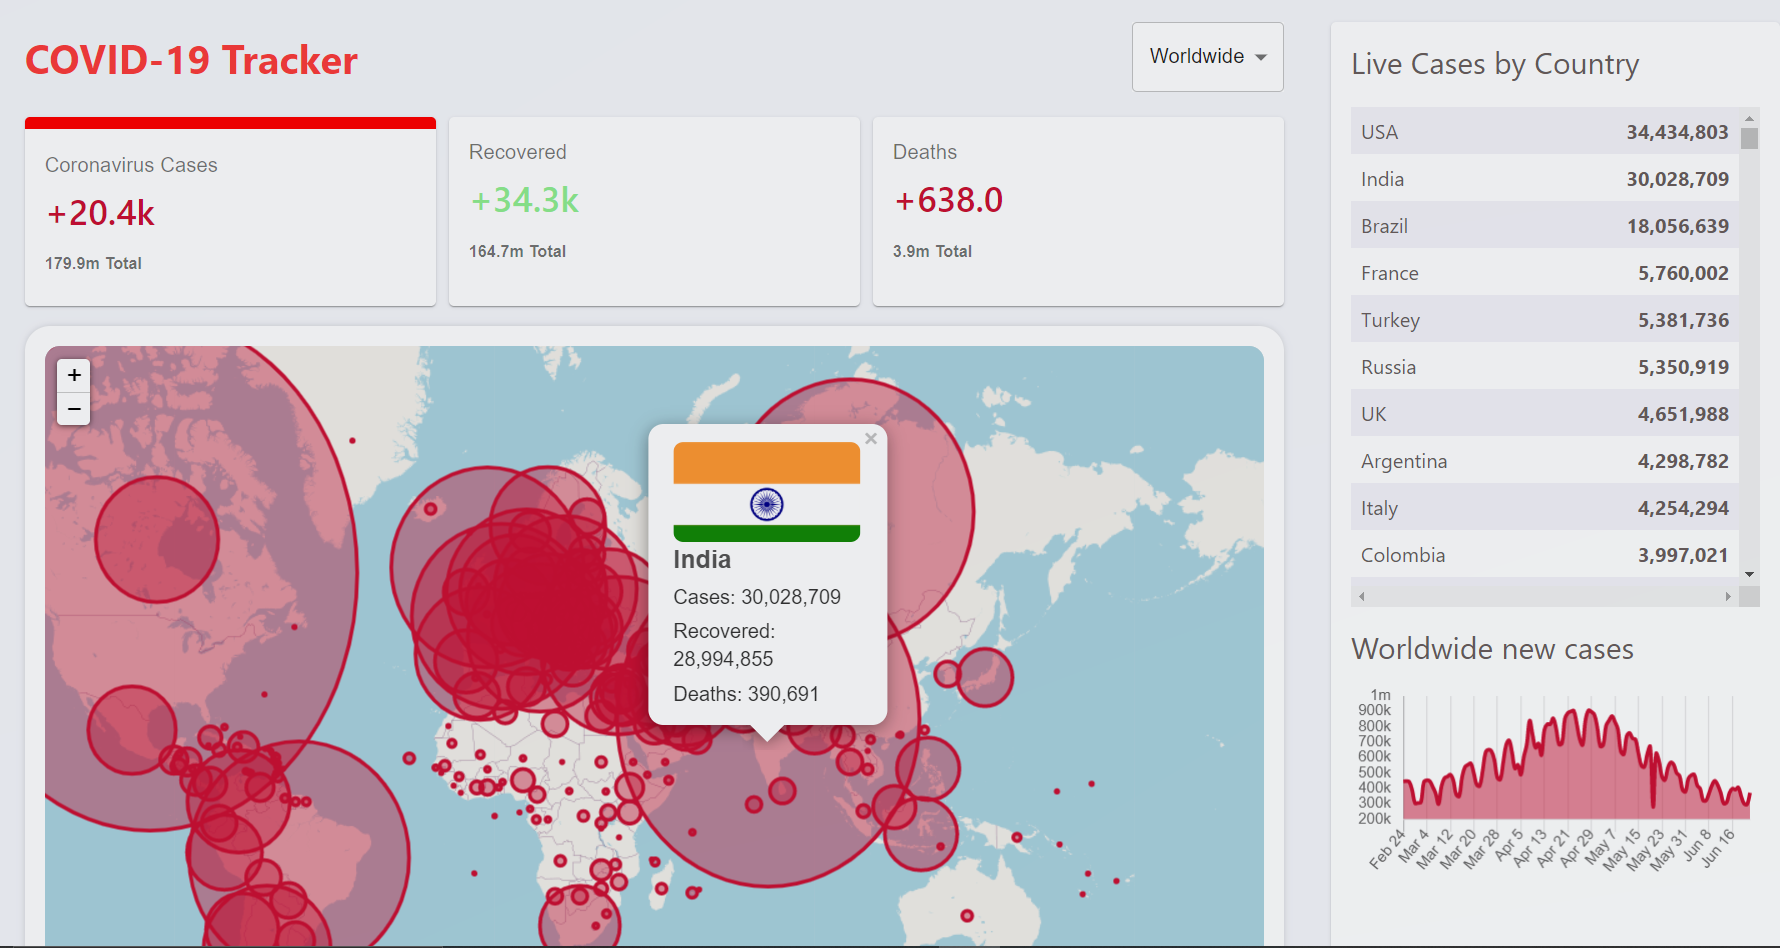 COVID-19 Tracker
Worldwide
Coronavirus Cases
+20.4k
179.9m Total
Recovered
+34.3k
164.7m Total
Deaths
+638.0
3.9m Total
+
−
×
India
Cases: 30,028,709
Recovered:
28,994,855
Deaths: 390,691
Live Cases by Country
USA 34,434,803
India 30,028,709
Brazil 18,056,639
France 5,760,002
Turkey 5,381,736
Russia 5,350,919
UK 4,651,988
Argentina 4,298,782
Italy 4,254,294
Colombia 3,997,021
Worldwide new cases
1m
900k
800k
700k
600k
500k
400k
300k
200k
Feb 24
Mar 4
Mar 12
Mar 20
Mar 28
Apr 5
Apr 13
Apr 21
Apr 29
May 7
May 15
May 23
May 31
Jun 8
Jun 16